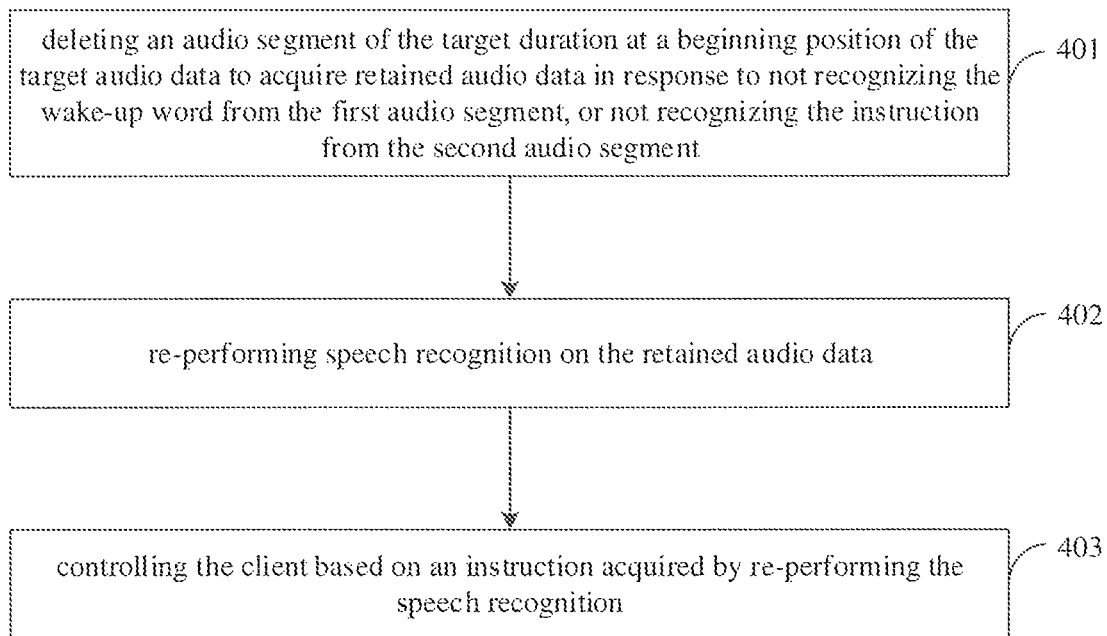 deleting an audio segment of the target duration at a beginning position of the
target audio data to acquire retained audio data in response to not recognizing the
wake-up word from the first audio segment, or not recognizing the instruction
from the second audio segment
401
402
re-performing speech recognition on the retained audio data
403
controlling the client based on an instruction acquired by re-performing the
speech recognition